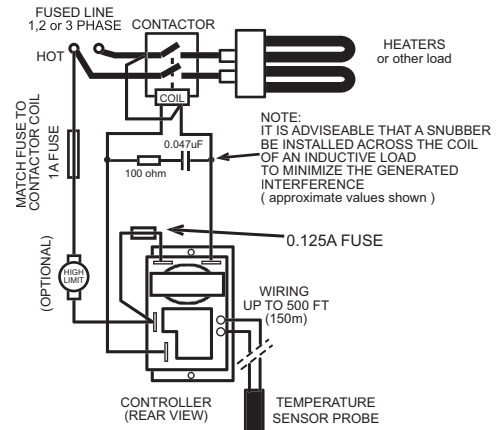 FUSED LINE
1,2 or 3 PHASE
CONTACTOR
HOT
HEATERS
or other load
COIL
MATCH FUSE TO
CONTACTOR COIL
1A FUSE
0.047uF
100 ohm
NOTE:
IT IS ADVISEABLE THAT A SNUBBER
BE INSTALLED ACROSS THE COIL
OF AN INDUCTIVE LOAD
TO MINIMIZE THE GENERATED
INTERFERENCE
( approximate values shown )
0.125A FUSE
(OPTIONAL)
HIGH
LIMIT
WIRING
UP TO 500 FT
(150m)
CONTROLLER
(REAR VIEW)
TEMPERATURE
SENSOR PROBE